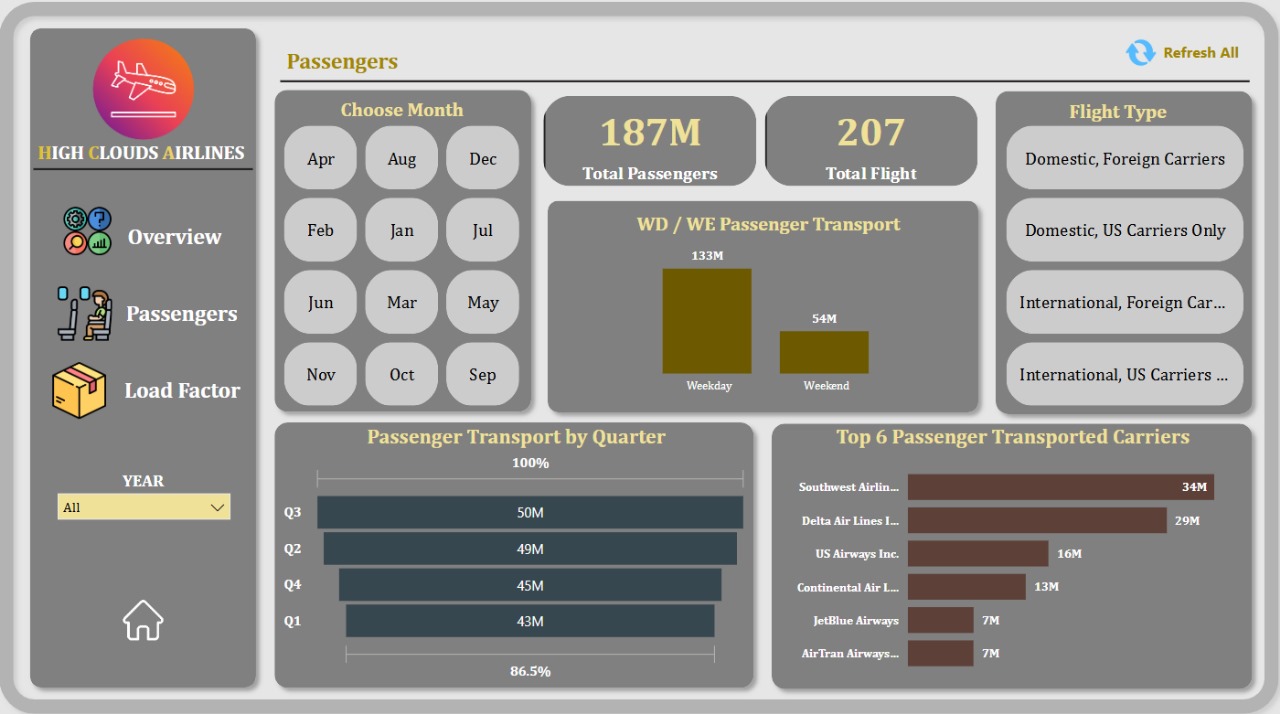 HIGH CLOUDS AIRLINES
Overview
Passengers
Load Factor
YEAR
All
Passengers
Refresh All
Choose Month
Apr Aug Dec
Feb Jan Jul
Jun Mar May
Nov Oct Sep
187M
Total Passengers
207
Total Flight
WD / WE Passenger Transport
133M
54M
Weekday Weekend
Flight Type
Domestic, Foreign Carriers
Domestic, US Carriers Only
International, Foreign Car...
International, US Carriers ...
Passenger Transport by Quarter
100%
Q3 50M
Q2 49M
Q4 45M
Q1 43M
86.5%
Top 6 Passenger Transported Carriers
Southwest Airlin... 34M
Delta Air Lines I... 29M
US Airways Inc. 16M
Continental Air L... 13M
JetBlue Airways 7M
AirTran Airways... 7M